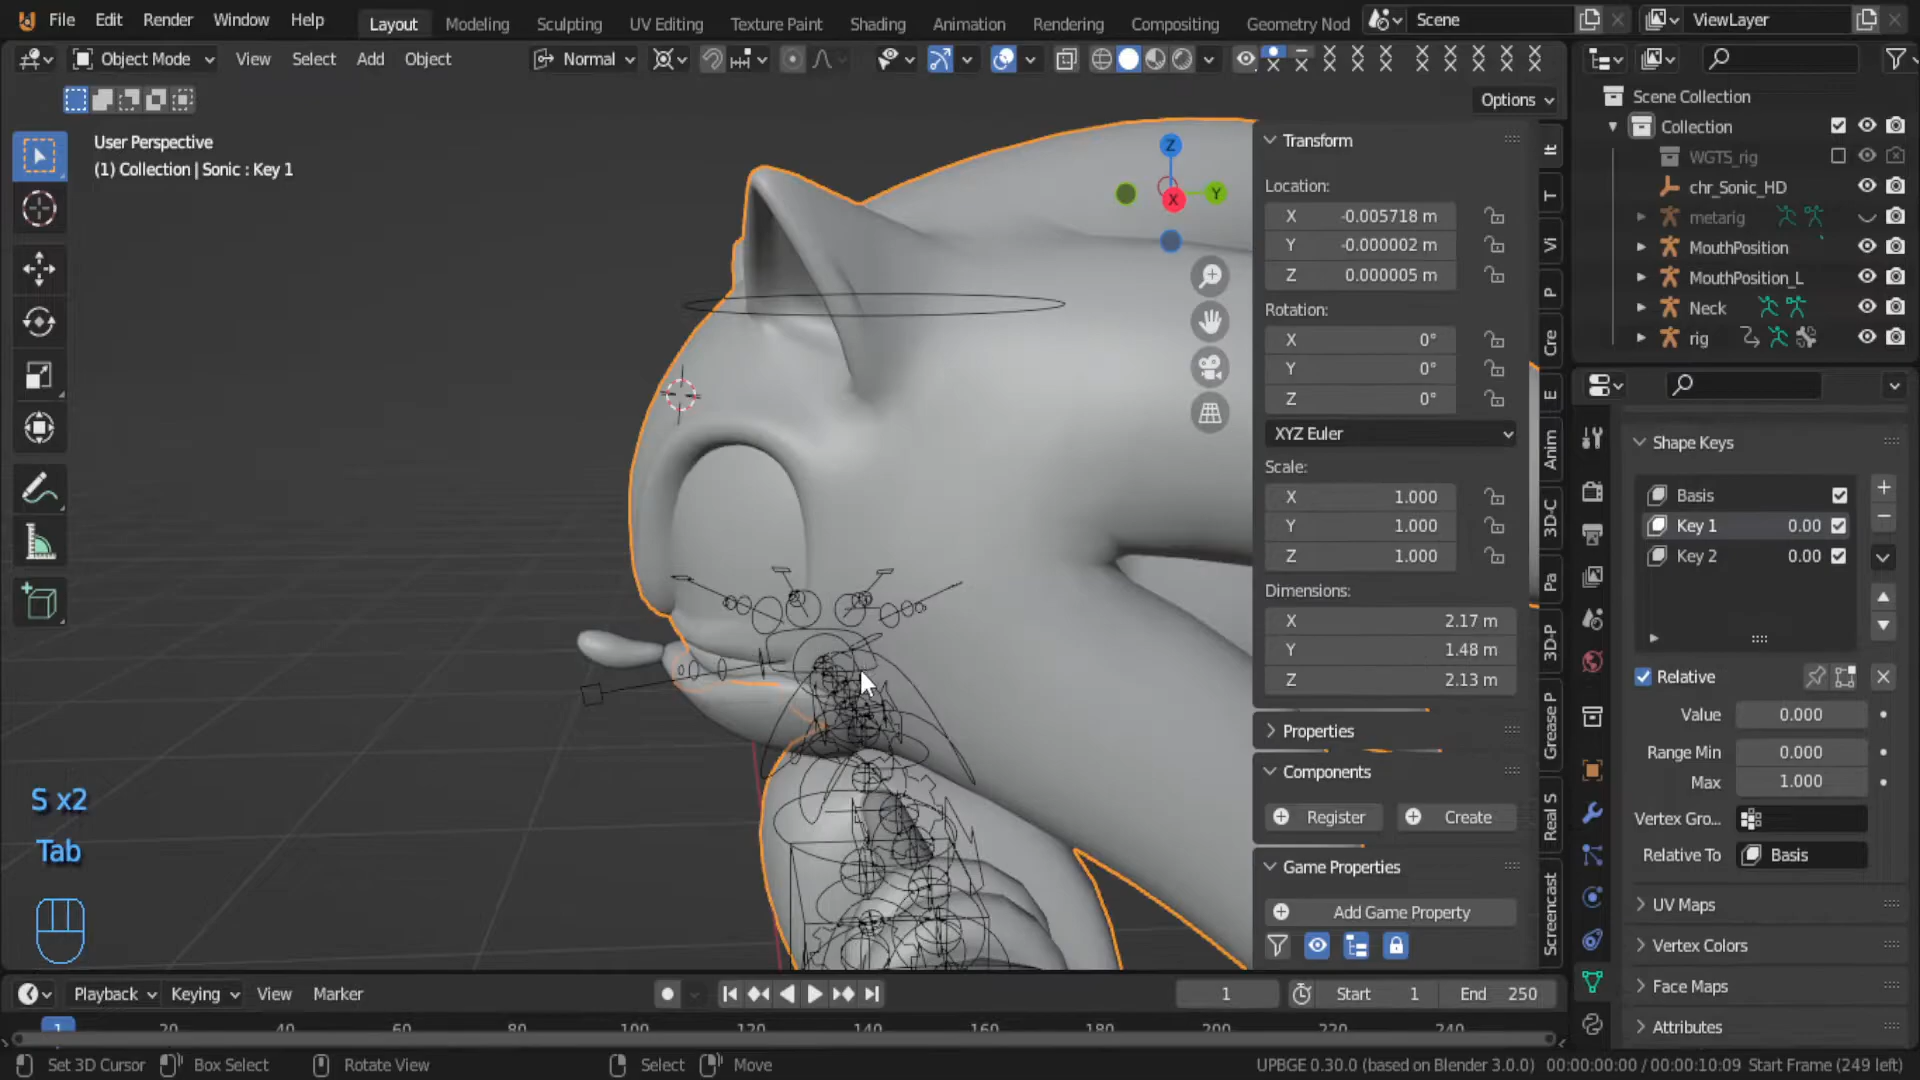 File Edit Render Window Help Layout Modeling Sculpting UV Editing Texture Paint Shading Animation Rendering Compositing Geometry Nod Scene ViewLayer
Object Mode View Select Add Object Normal
Options
User Perspective
(1) Collection | Sonic : Key 1
Z
Y
X
Transform
Location:
X -0.005718 m
Y -0.000002 m
Z 0.000005 m
Rotation:
X 0°
Y 0°
Z 0°
XYZ Euler
Scale:
X 1.000
Y 1.000
Z 1.000
Dimensions:
X 2.17 m
Y 1.48 m
Z 2.13 m
Properties
Components
Register Create
Game Properties
Add Game Property
It
T
Vi
P
Cre
E
Anim
3D-C
Pa
3D-P
Grease P
Real S
Screencast
Scene Collection
Collection
WGTS_rig
chr_Sonic_HD
metarig
MouthPosition
MouthPosition_L
Neck
rig
Shape Keys
Basis
Key 1 0.00
Key 2 0.00
Relative
Value 0.000
Range Min 0.000
Max 1.000
Vertex Gro...
Relative To Basis
UV Maps
Vertex Colors
Face Maps
Attributes
S x2
Tab
Playback Keying View Marker 1 Start 1 End 250
1 20 40 60 80 100 120 140 160 180 200 220 240
Set 3D Cursor Box Select Rotate View Select Move UPBGE 0.30.0 (based on Blender 3.0.0) 00:00:00:00 / 00:00:10:09 Start Frame (249 left)